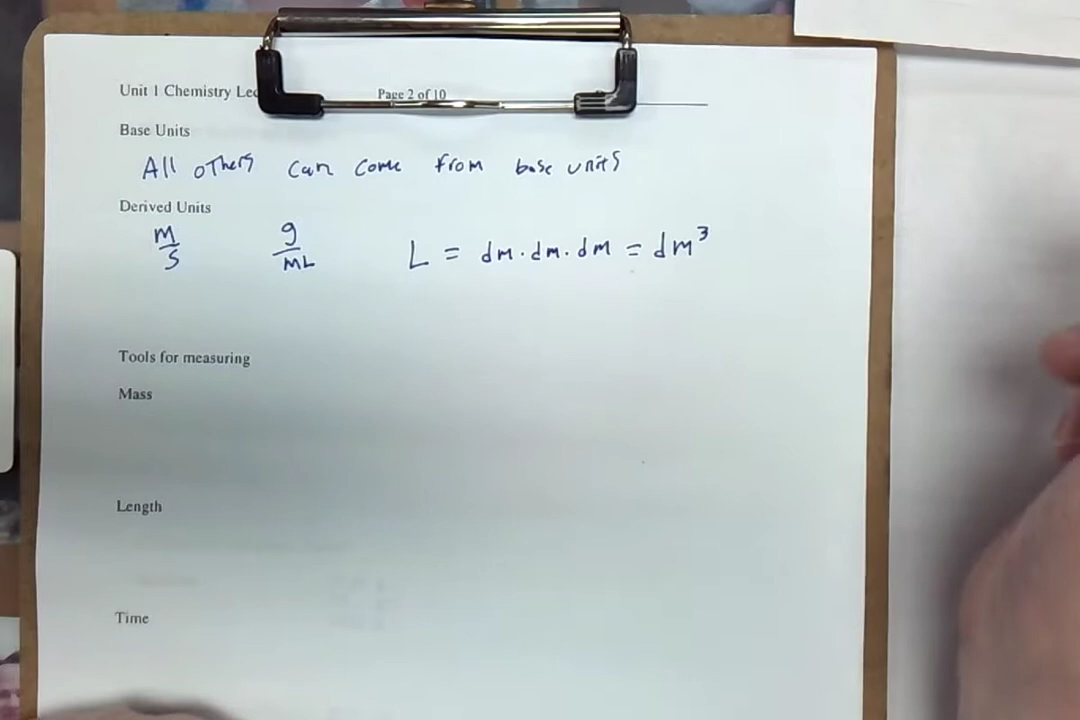 Unit 1 Chemistry Page 2 of 10
Base Units
All others can come from base units
Derived Units
m/s g/mL L = dm·dm·dm = dm³
Tools for measuring
Mass
Length
Time